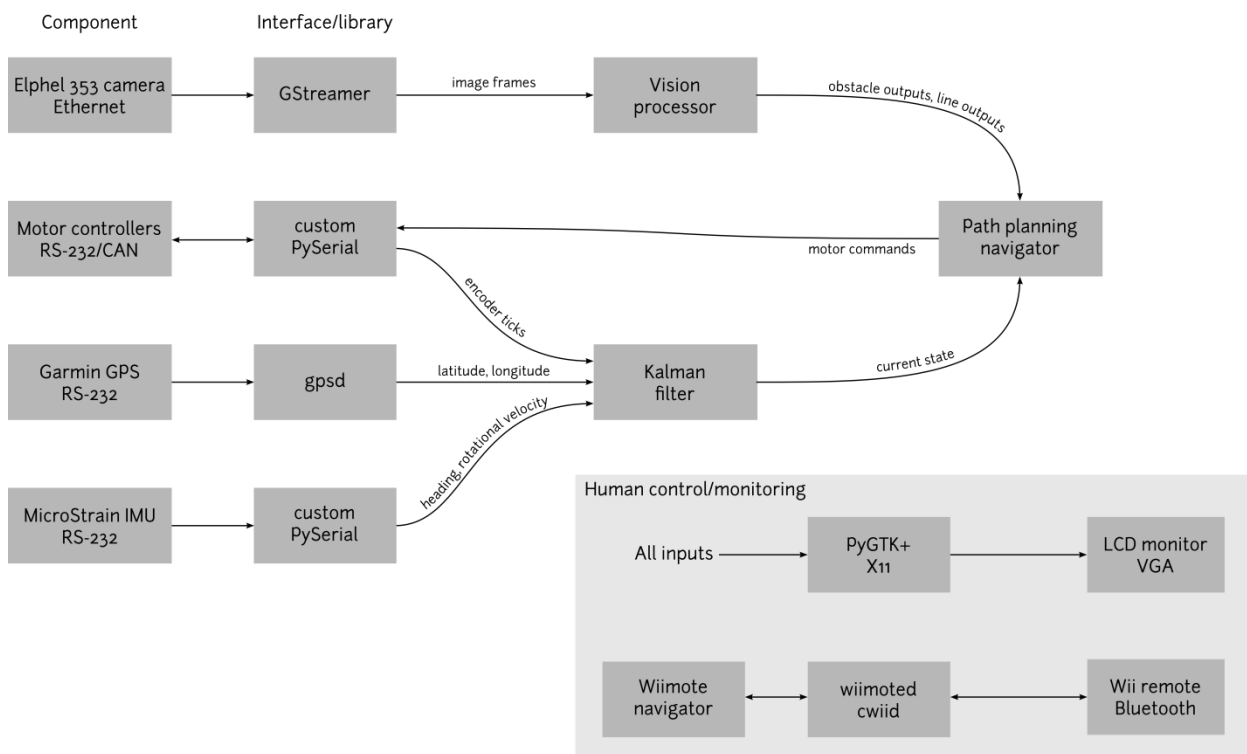 Component
Interface/library
Elphel 353 camera
Ethernet
GStreamer
image frames
Vision
processor
obstacle outputs, line outputs
Motor controllers
RS-232/CAN
custom
PySerial
motor commands
Path planning
navigator
encoder ticks
Garmin GPS
RS-232
gpsd
latitude, longitude
Kalman
filter
current state
heading, rotational velocity
MicroStrain IMU
RS-232
custom
PySerial
Human control/monitoring
All inputs
PyGTK+
X11
LCD monitor
VGA
Wiimote
navigator
wiimoted
cwiid
Wii remote
Bluetooth